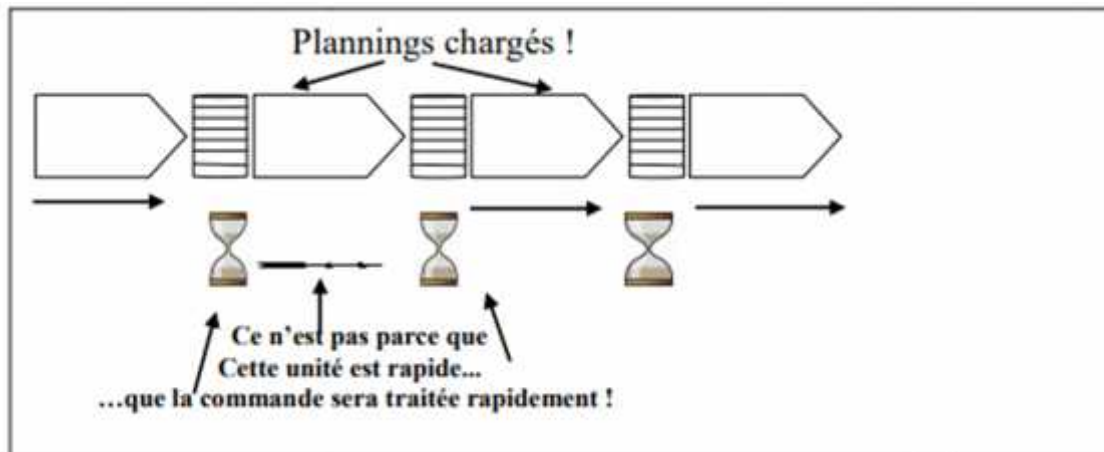 Plannings chargés !
Ce n’est pas parce que
Cette unité est rapide...
…que la commande sera traitée rapidement !